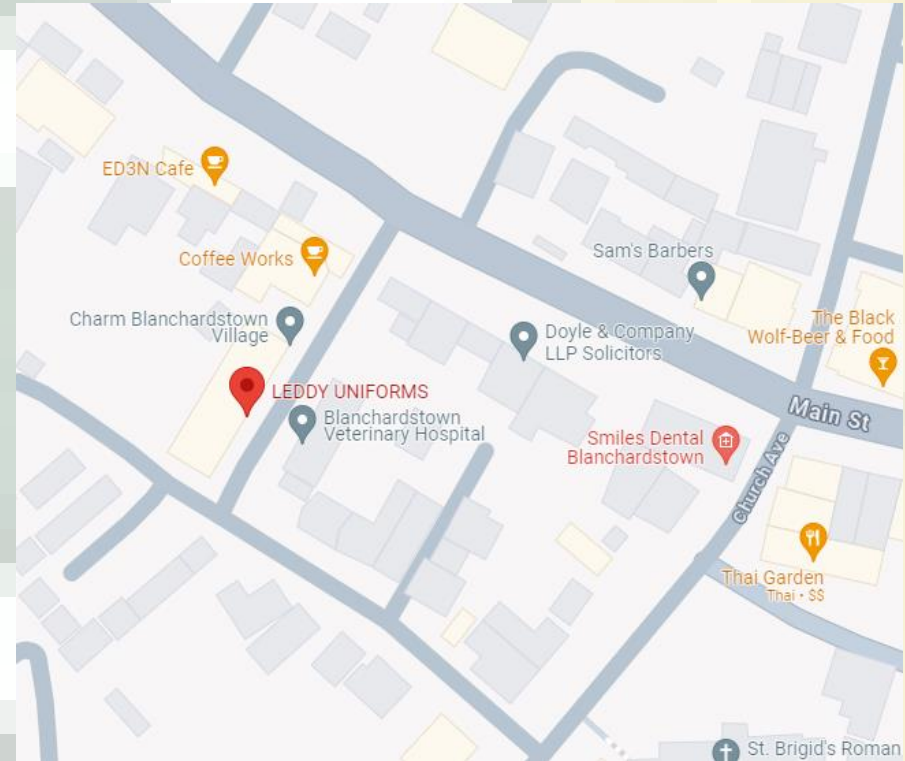 ED3N Cafe
Coffee Works
Sam's Barbers
Charm Blanchardstown
Village
Doyle & Company
LLP Solicitors
The Black
Wolf-Beer & Food
LEDDY UNIFORMS
Blanchardstown
Veterinary Hospital
Main St
Smiles Dental
Blanchardstown
Church Ave
Thai Garden
Thai • $$
St. Brigid's Roman